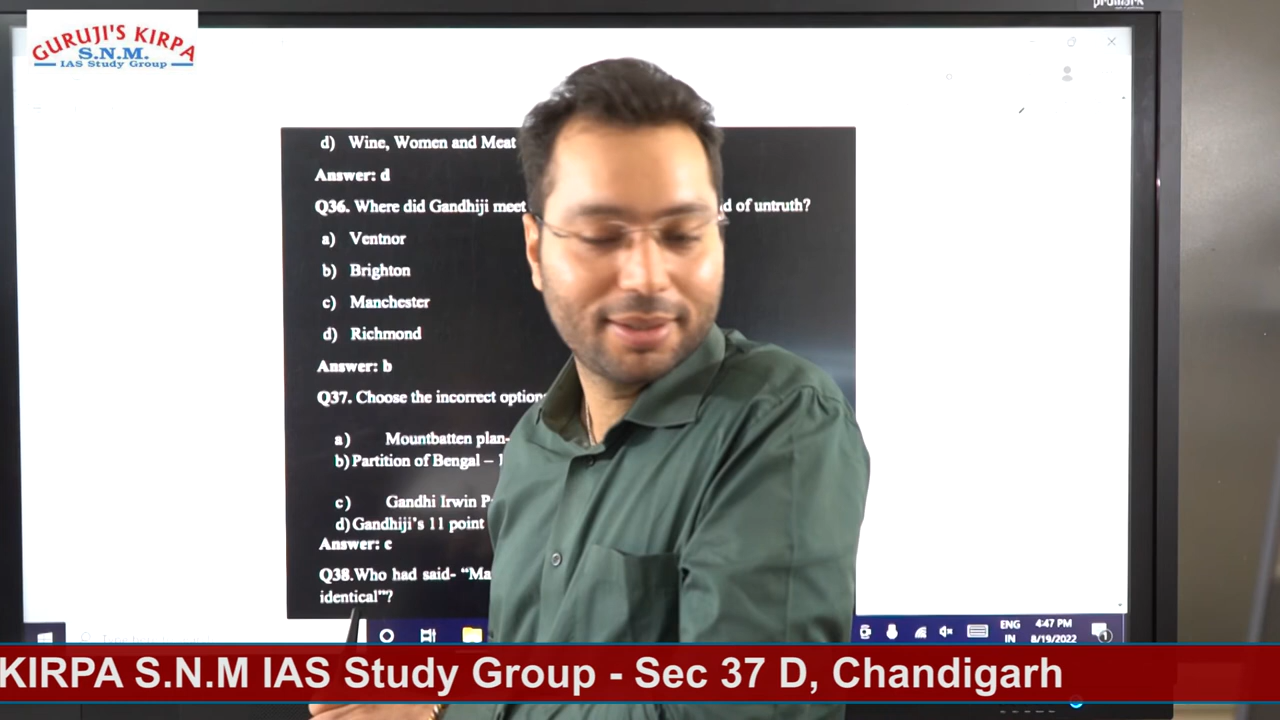 promark
GURUJI'S KIRPA
S.N.M.
IAS Study Group
d) Wine, Women and Meat
Answer: d
Q36. Where did Gandhiji meet d of untruth?
a) Ventnor
b) Brighton
c) Manchester
d) Richmond
Answer: b
Q37. Choose the incorrect option
a) Mountbatten plan-
b) Partition of Bengal – 1
c) Gandhi Irwin P
d) Gandhiji's 11 point
Answer: c
Q38.Who had said- “Ma
identical”?
ENG
IN
4:47 PM
8/19/2022
1
KIRPA S.N.M IAS Study Group - Sec 37 D, Chandigarh